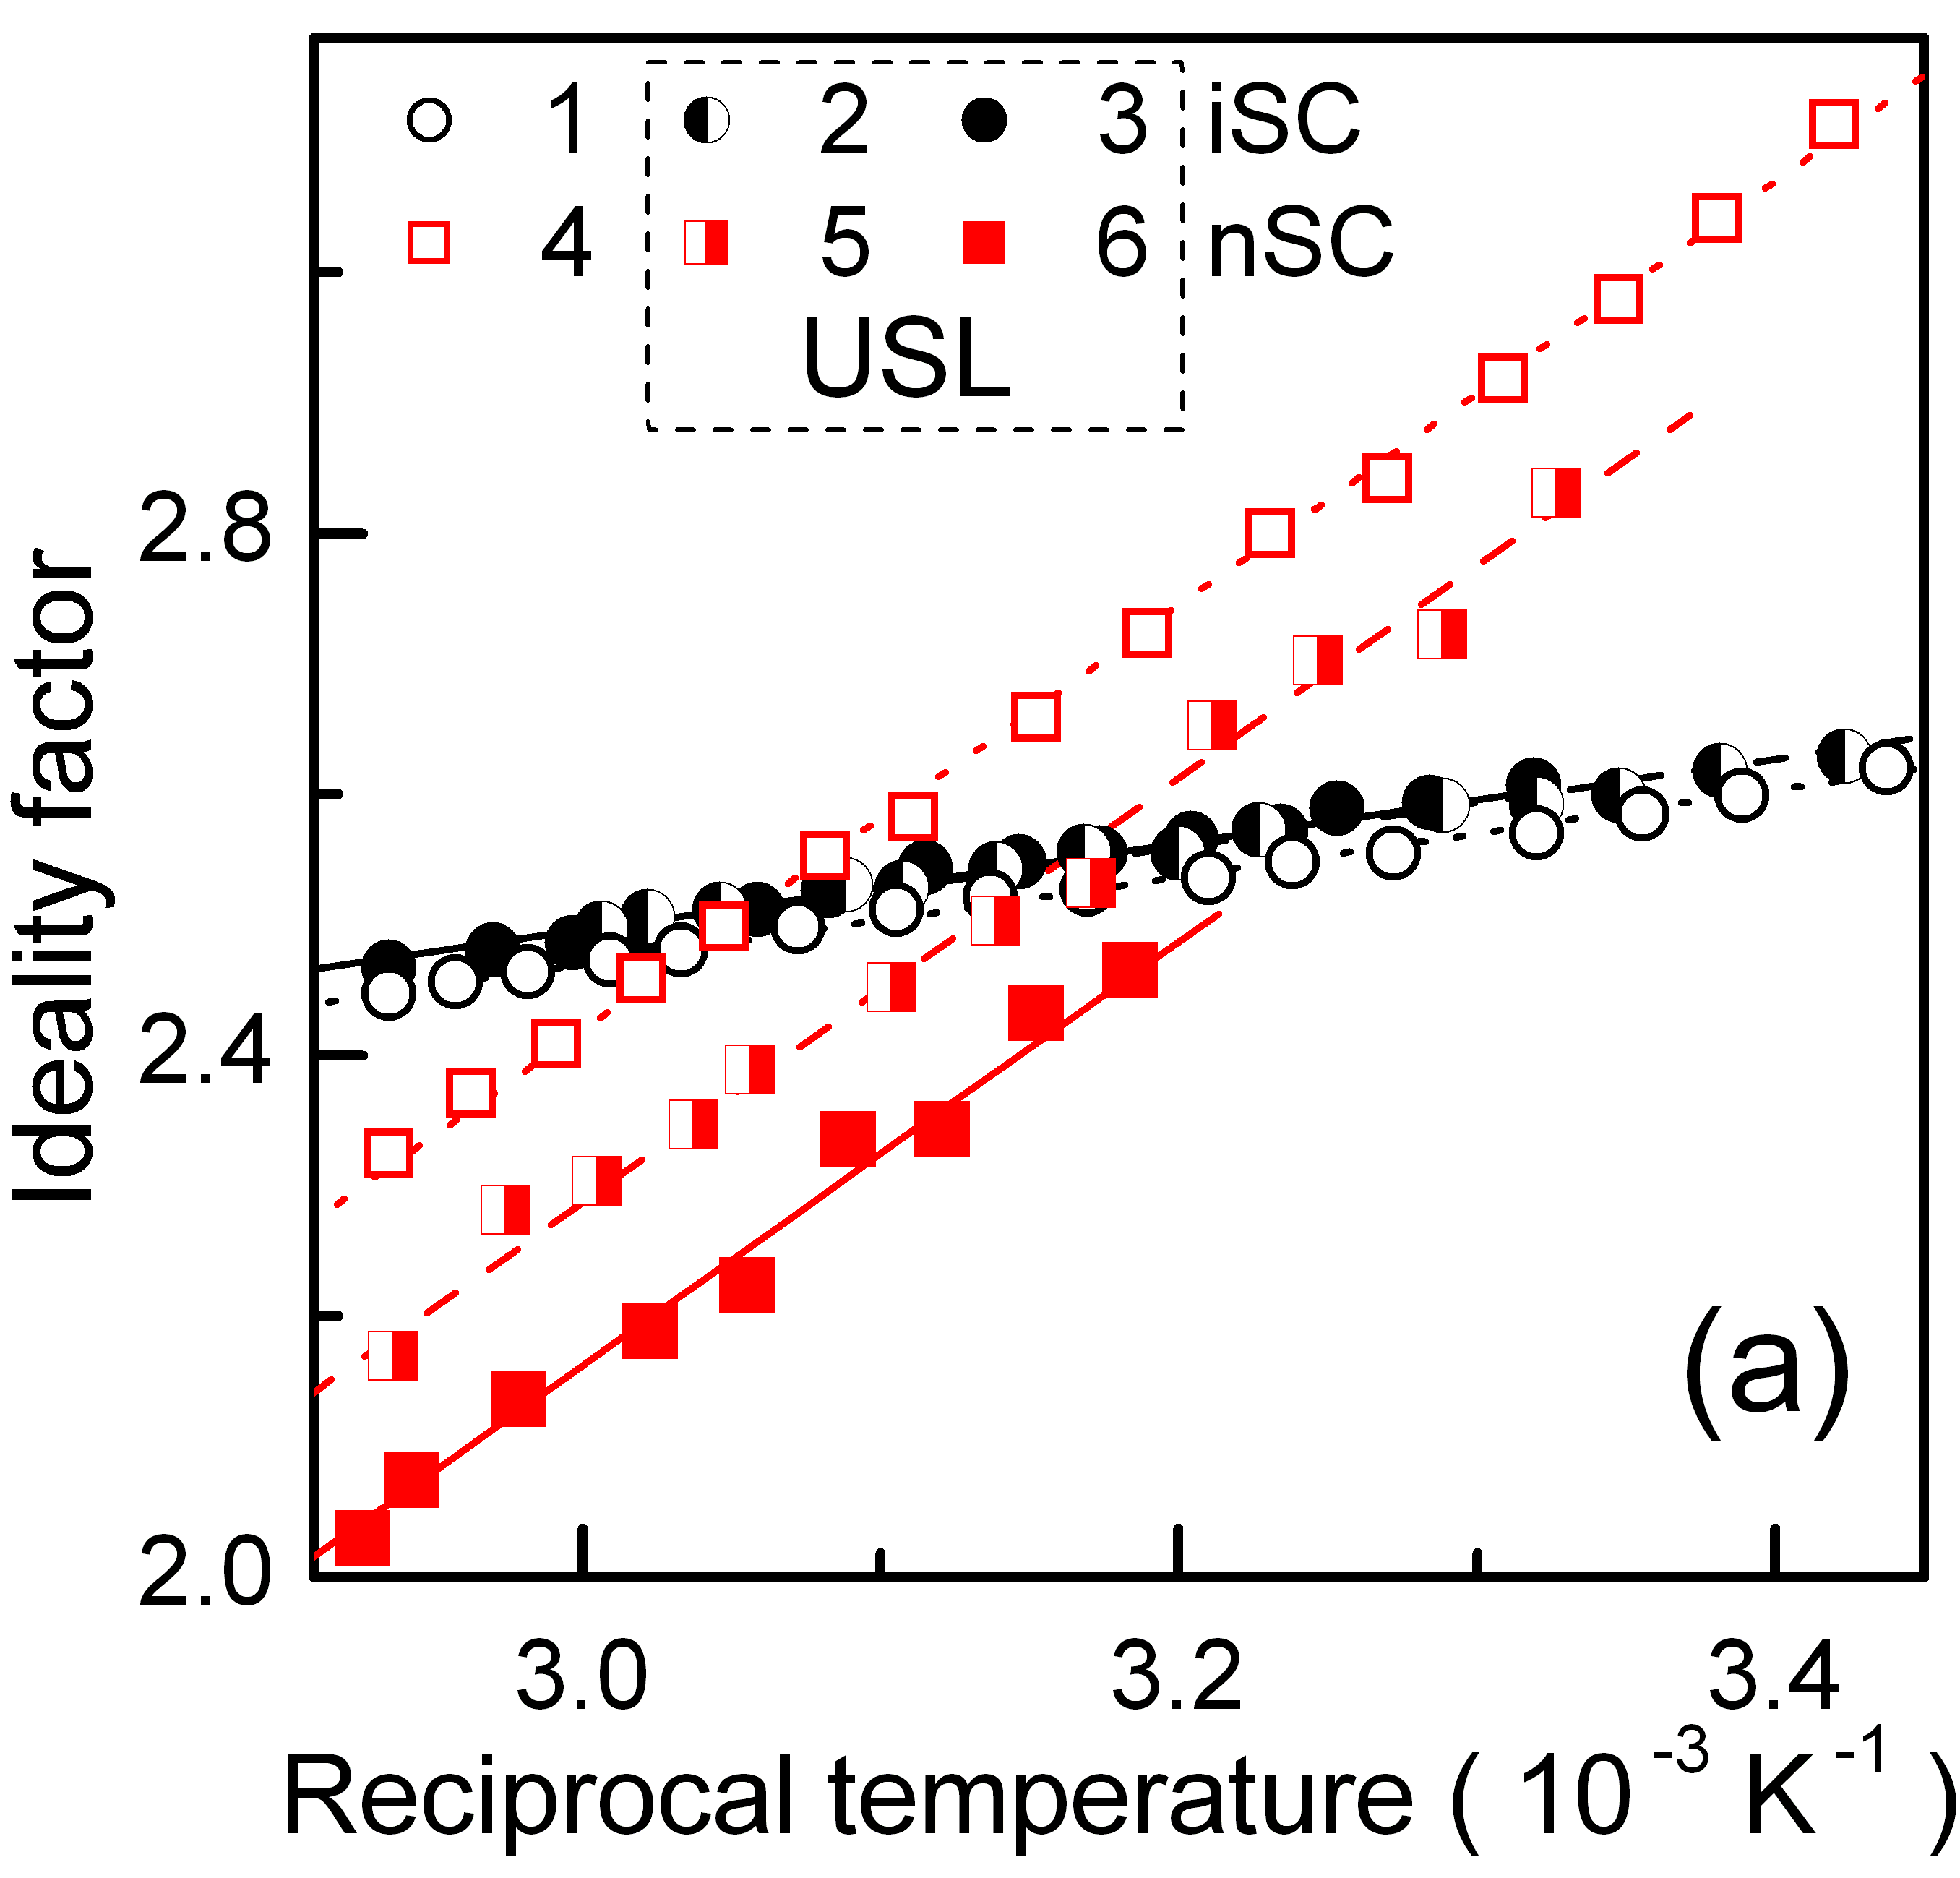 1 2 3 iSC
4 5 6 nSC
USL
Ideality factor
2.8
2.4
2.0
(a)
3.0 3.2 3.4
Reciprocal temperature ( 10⁻³ K⁻¹ )